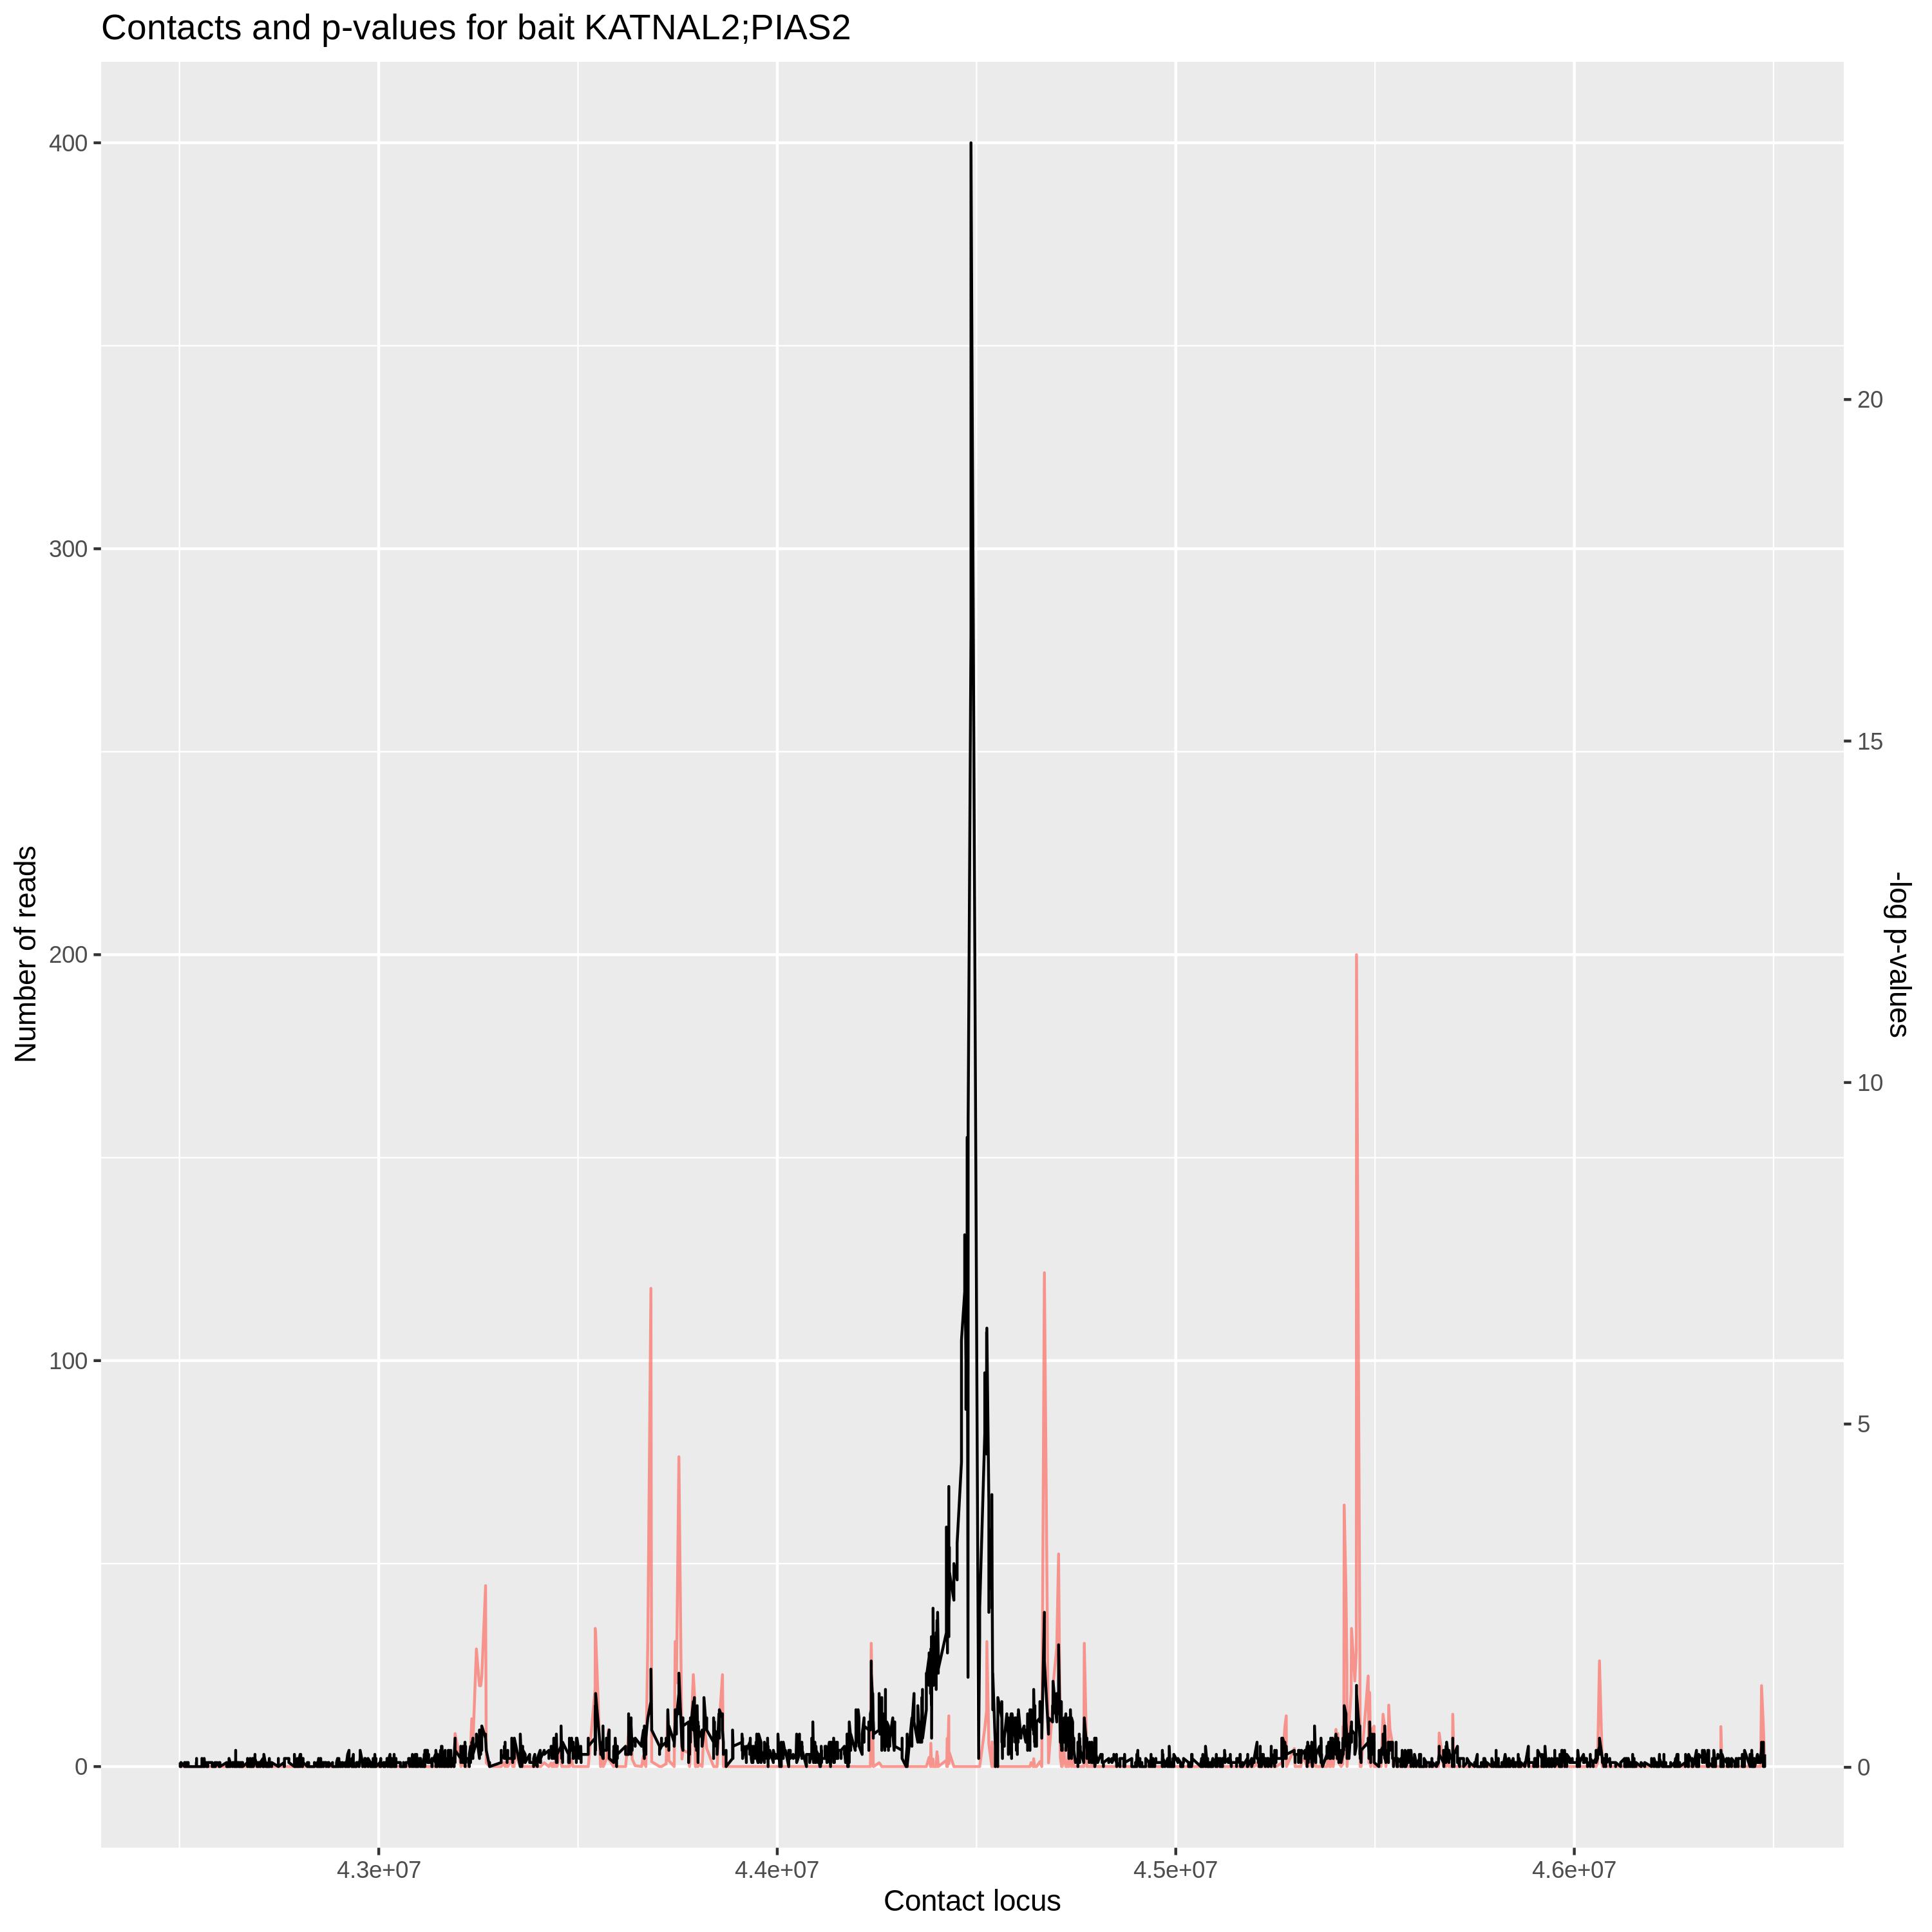 Contacts and p-values for bait KATNAL2;PIAS2
400
300
200
100
0
Number of reads
20
15
10
5
0
-log p-values
4.3e+07
4.4e+07
4.5e+07
4.6e+07
Contact locus